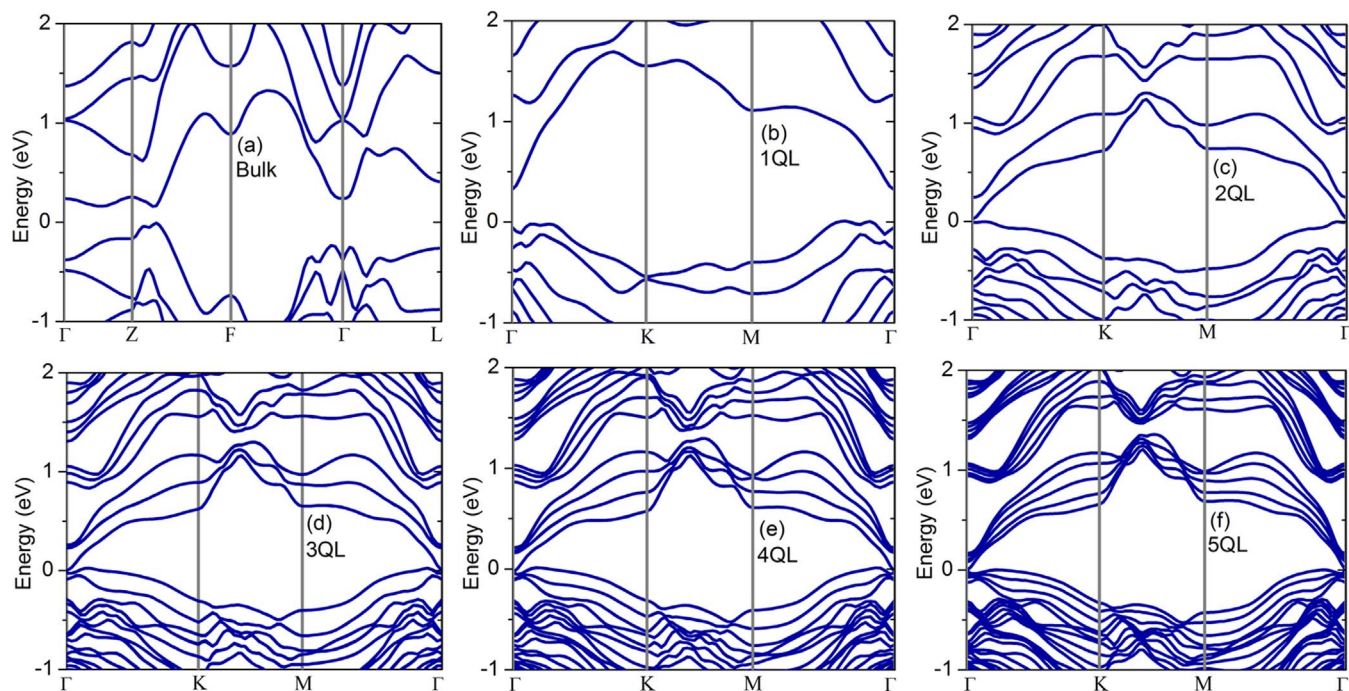 2
1
0
-1
Energy (eV)
(a)
Bulk
Γ Z F Γ L
2
1
0
-1
Energy (eV)
(b)
1QL
Γ K M Γ
2
1
0
-1
Energy (eV)
(c)
2QL
Γ K M Γ
2
1
0
-1
Energy (eV)
(d)
3QL
Γ K M Γ
2
1
0
-1
Energy (eV)
(e)
4QL
Γ K M Γ
2
1
0
-1
Energy (eV)
(f)
5QL
Γ K M Γ